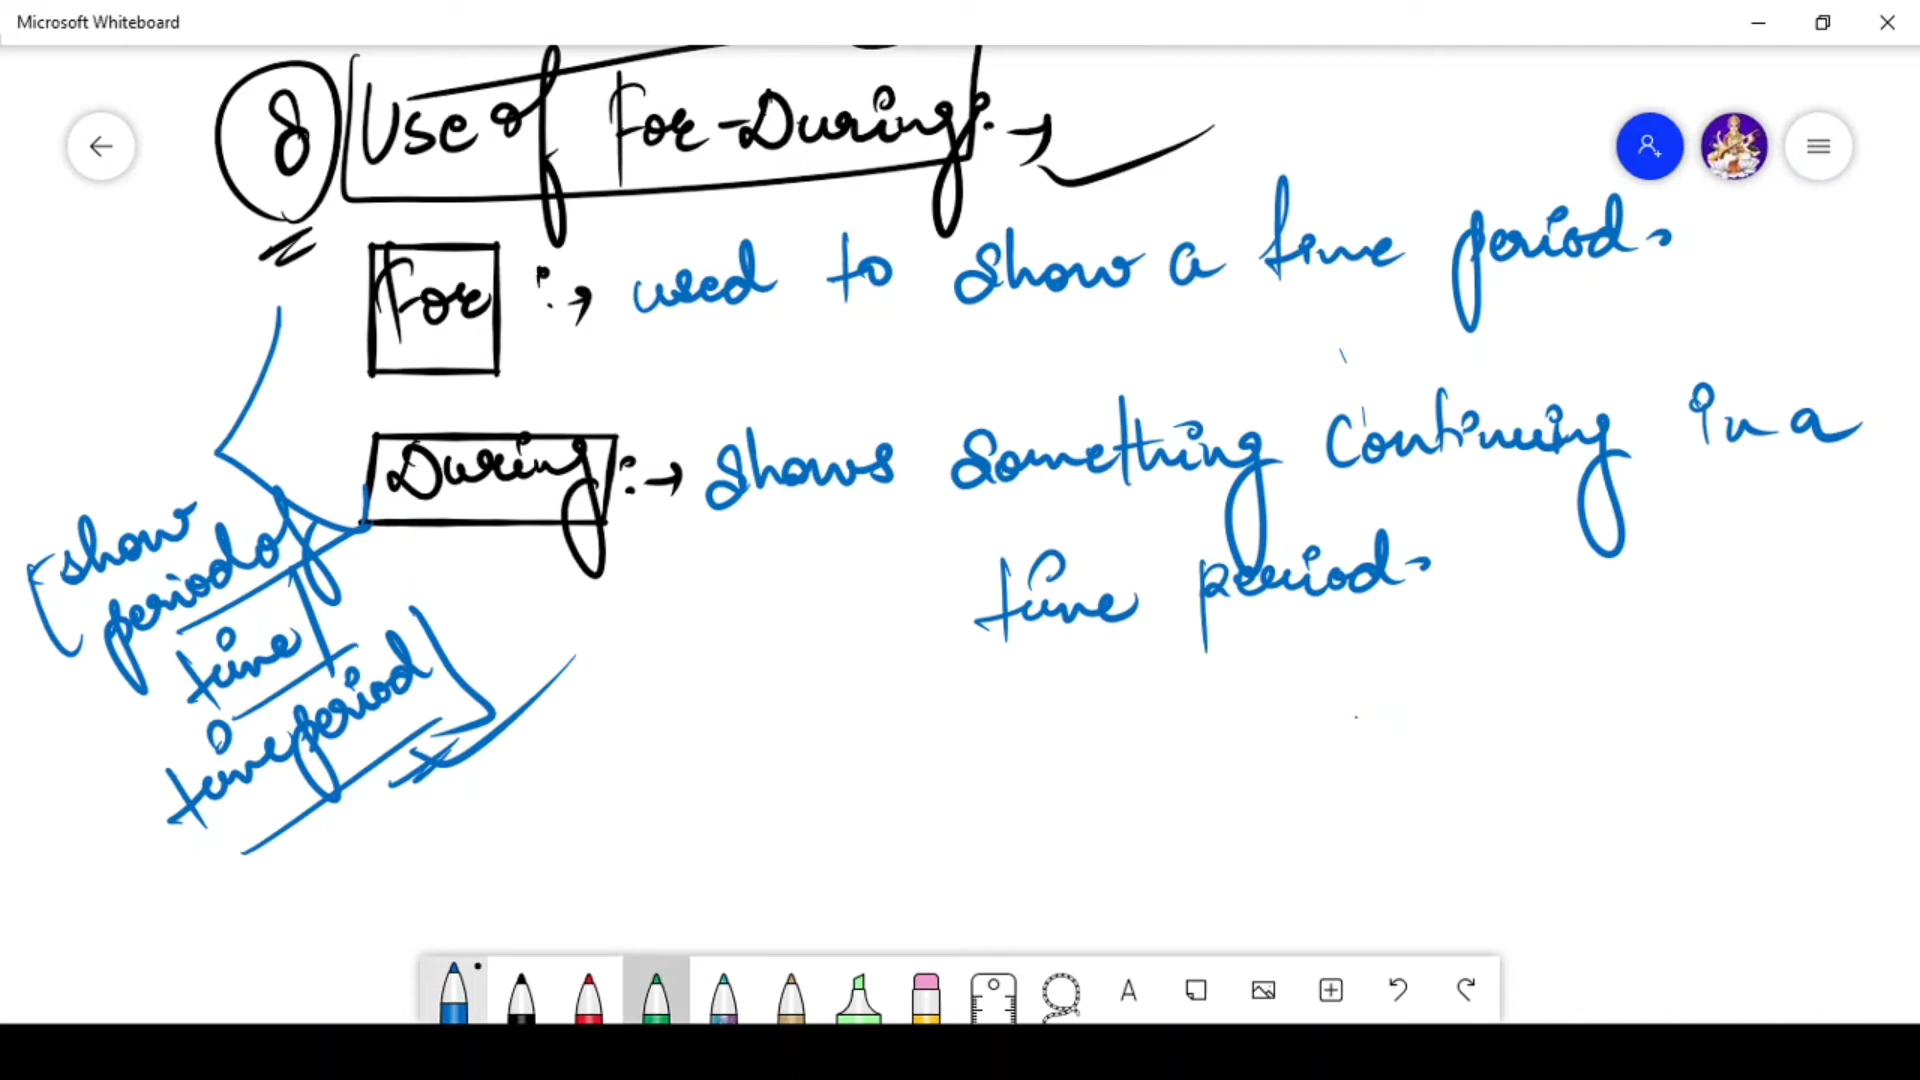 Microsoft Whiteboard
8 Use of For-During:→
For :→ used to show a time period.
During :→ shows something continuing in a
time period.
(show
period of
time
time period)
A